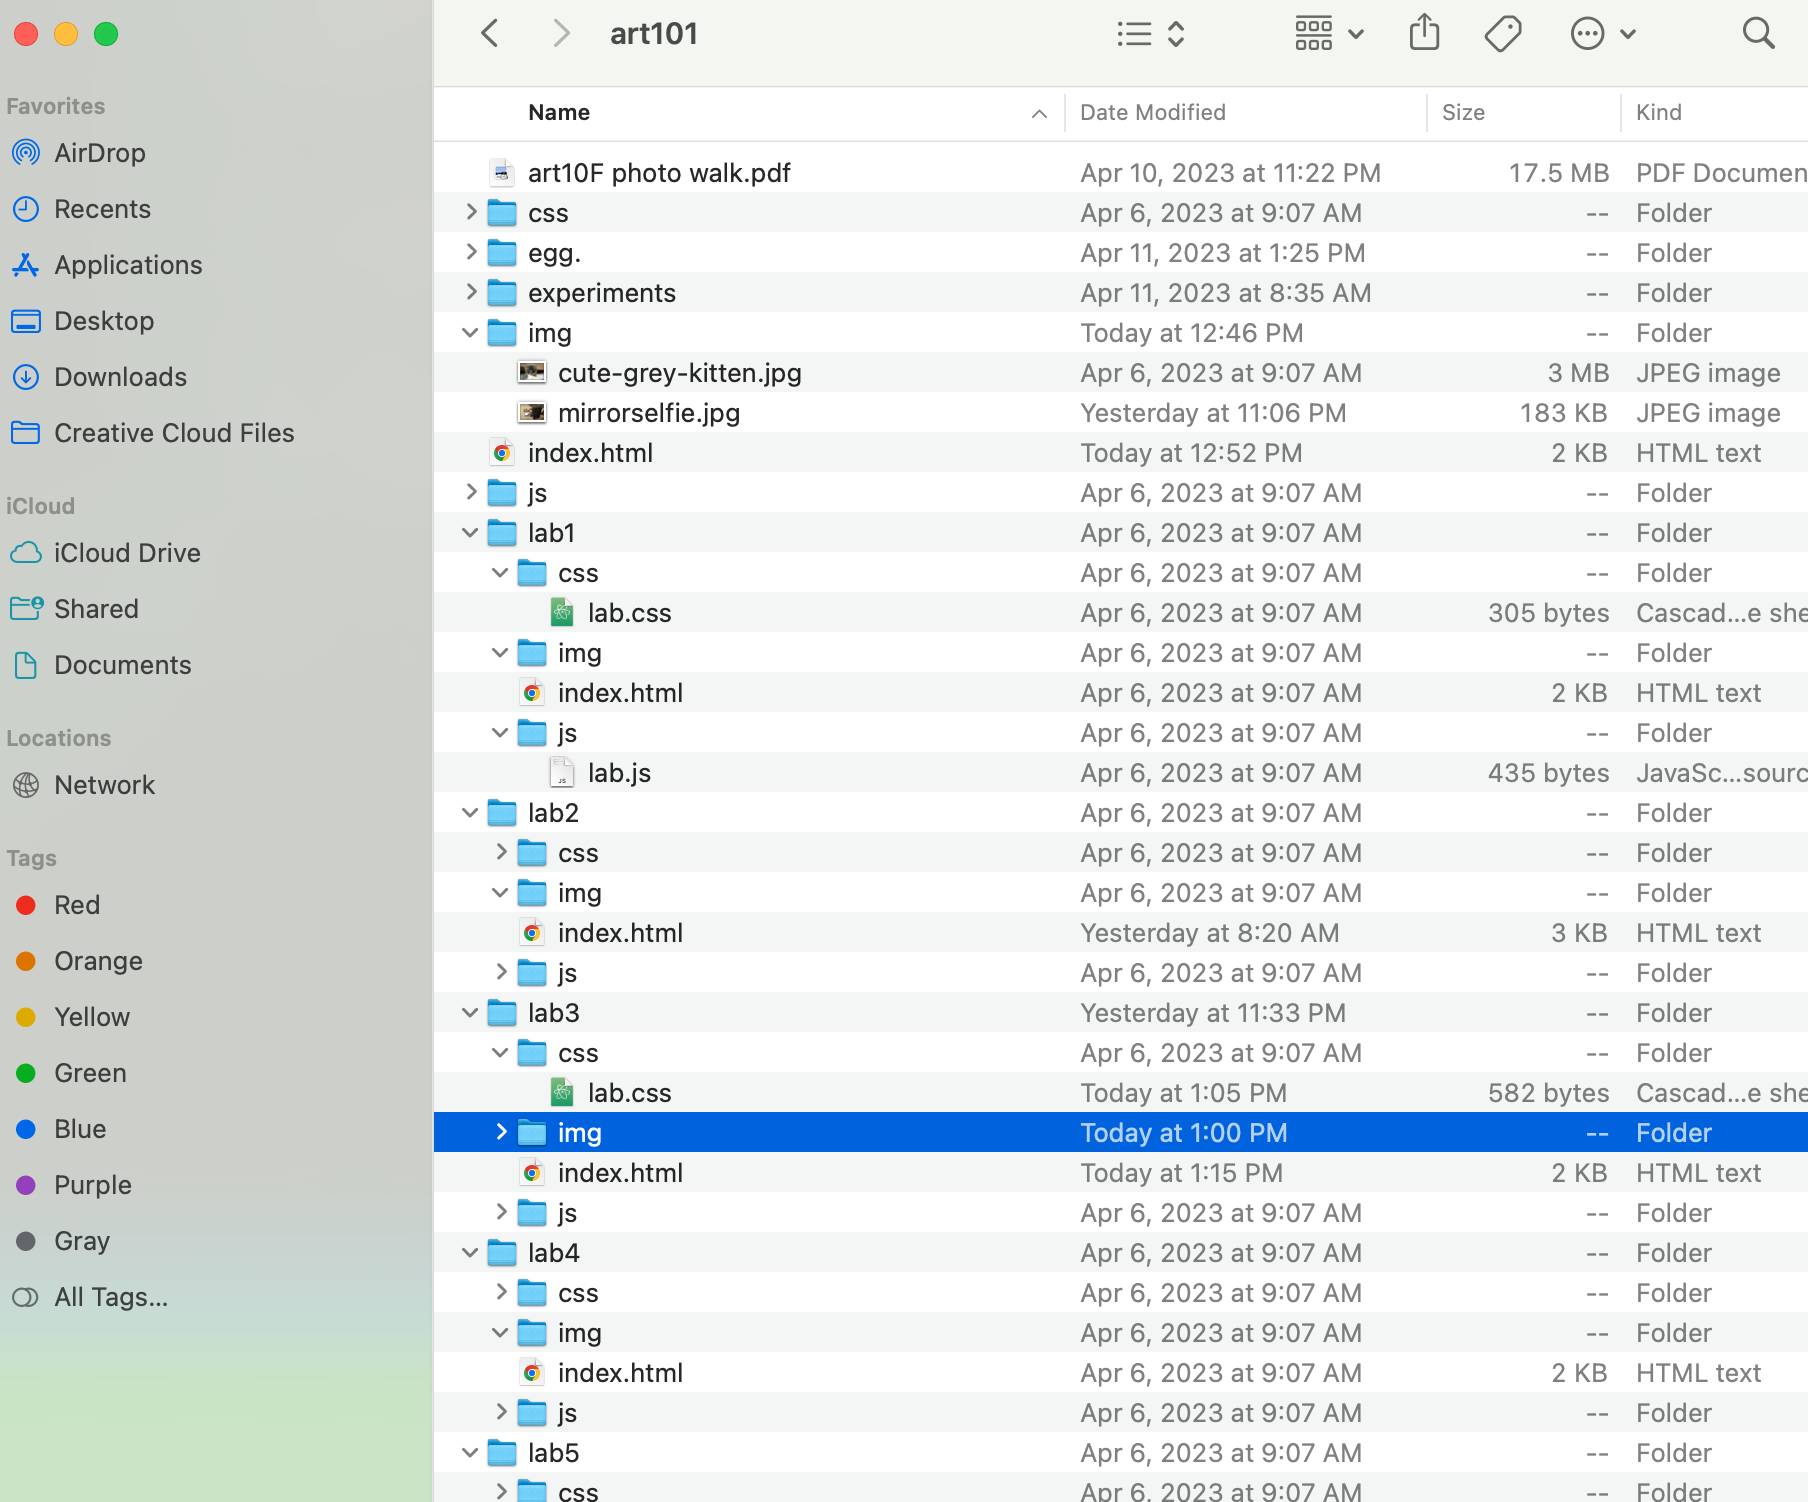 art101
Favorites
AirDrop
Recents
Applications
Desktop
Downloads
Creative Cloud Files
iCloud
iCloud Drive
Shared
Documents
Locations
Network
Tags
Red
Orange
Yellow
Green
Blue
Purple
Gray
All Tags...
Name Date Modified Size Kind
art10F photo walk.pdf Apr 10, 2023 at 11:22 PM 17.5 MB PDF Documen
css Apr 6, 2023 at 9:07 AM -- Folder
egg. Apr 11, 2023 at 1:25 PM -- Folder
experiments Apr 11, 2023 at 8:35 AM -- Folder
img Today at 12:46 PM -- Folder
cute-grey-kitten.jpg Apr 6, 2023 at 9:07 AM 3 MB JPEG image
mirrorselfie.jpg Yesterday at 11:06 PM 183 KB JPEG image
index.html Today at 12:52 PM 2 KB HTML text
js Apr 6, 2023 at 9:07 AM -- Folder
lab1 Apr 6, 2023 at 9:07 AM -- Folder
css Apr 6, 2023 at 9:07 AM -- Folder
lab.css Apr 6, 2023 at 9:07 AM 305 bytes Cascad...e she
img Apr 6, 2023 at 9:07 AM -- Folder
index.html Apr 6, 2023 at 9:07 AM 2 KB HTML text
js Apr 6, 2023 at 9:07 AM -- Folder
lab.js Apr 6, 2023 at 9:07 AM 435 bytes JavaSc...sourc
lab2 Apr 6, 2023 at 9:07 AM -- Folder
css Apr 6, 2023 at 9:07 AM -- Folder
img Apr 6, 2023 at 9:07 AM -- Folder
index.html Yesterday at 8:20 AM 3 KB HTML text
js Apr 6, 2023 at 9:07 AM -- Folder
lab3 Yesterday at 11:33 PM -- Folder
css Apr 6, 2023 at 9:07 AM -- Folder
lab.css Today at 1:05 PM 582 bytes Cascad...e she
img Today at 1:00 PM -- Folder
index.html Today at 1:15 PM 2 KB HTML text
js Apr 6, 2023 at 9:07 AM -- Folder
lab4 Apr 6, 2023 at 9:07 AM -- Folder
css Apr 6, 2023 at 9:07 AM -- Folder
img Apr 6, 2023 at 9:07 AM -- Folder
index.html Apr 6, 2023 at 9:07 AM 2 KB HTML text
js Apr 6, 2023 at 9:07 AM -- Folder
lab5 Apr 6, 2023 at 9:07 AM -- Folder
css Apr 6, 2023 at 9:07 AM -- Folder